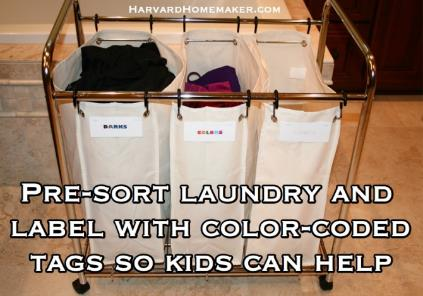 HarvardHomemaker.com
DARKS
COLORS
Pre-sort laundry and
label with color-coded
tags so kids can help